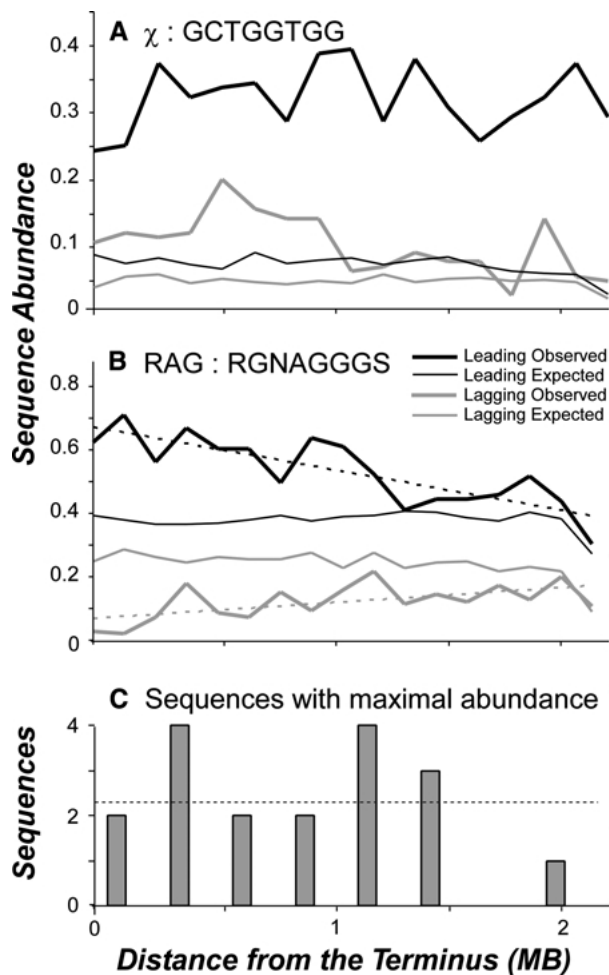 A χ : GCTGGTGG
0.4
0.3
0.2
0.1
0
Sequence Abundance
B RAG : RGNAGGGS
Leading Observed
Leading Expected
Lagging Observed
Lagging Expected
0.8
0.6
0.4
0.2
0
C Sequences with maximal abundance
Sequences
4
2
0
0 1 2
Distance from the Terminus (MB)